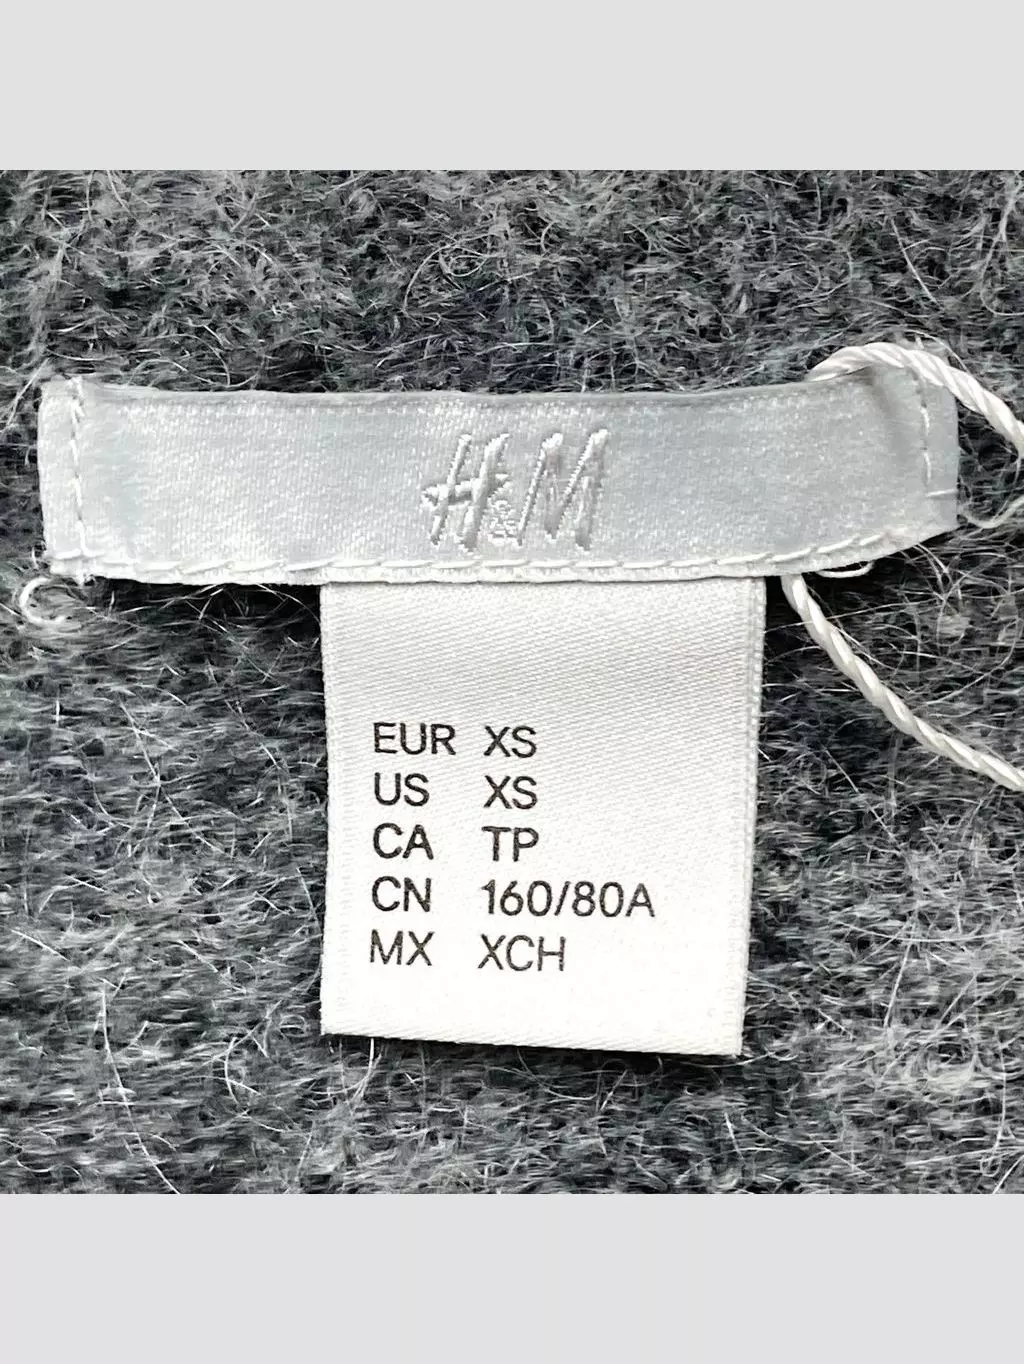 H&M
EUR XS
US XS
CA TP
CN 160/80A
MX XCH